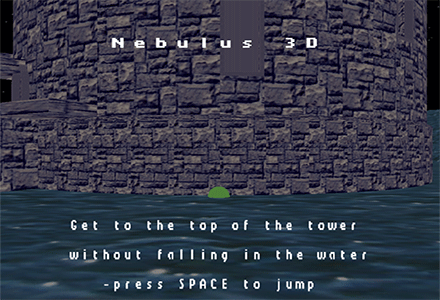 Nebulus 3D
Get to the top of the tower
without falling in the water
-press SPACE to jump